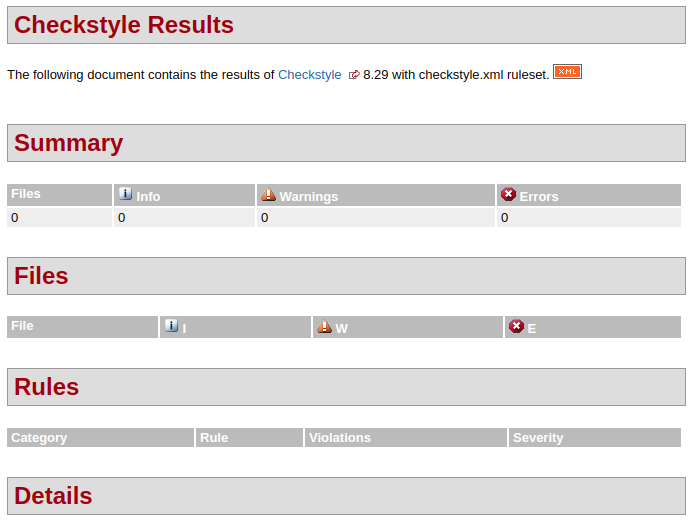 Checkstyle Results
The following document contains the results of Checkstyle 8.29 with checkstyle.xml ruleset. XML
Summary
Files Info Warnings Errors
0 0 0 0
Files
File I W E
Rules
Category Rule Violations Severity
Details